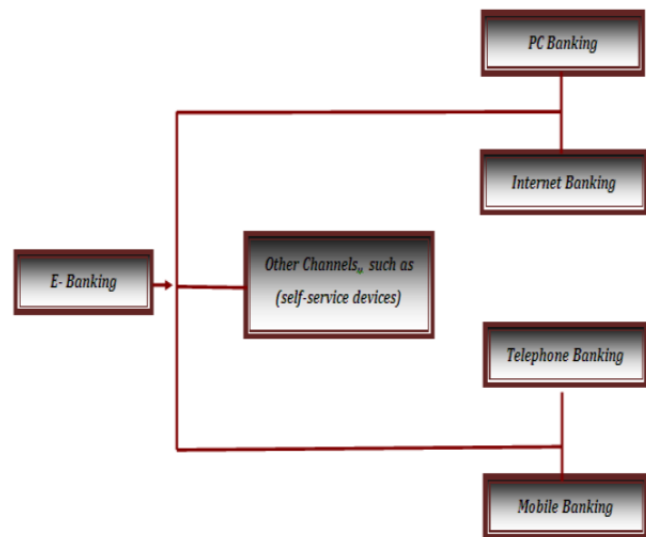 PC Banking
Internet Banking
Other Channels,, such as
(self-service devices)
E- Banking
Telephone Banking
Mobile Banking